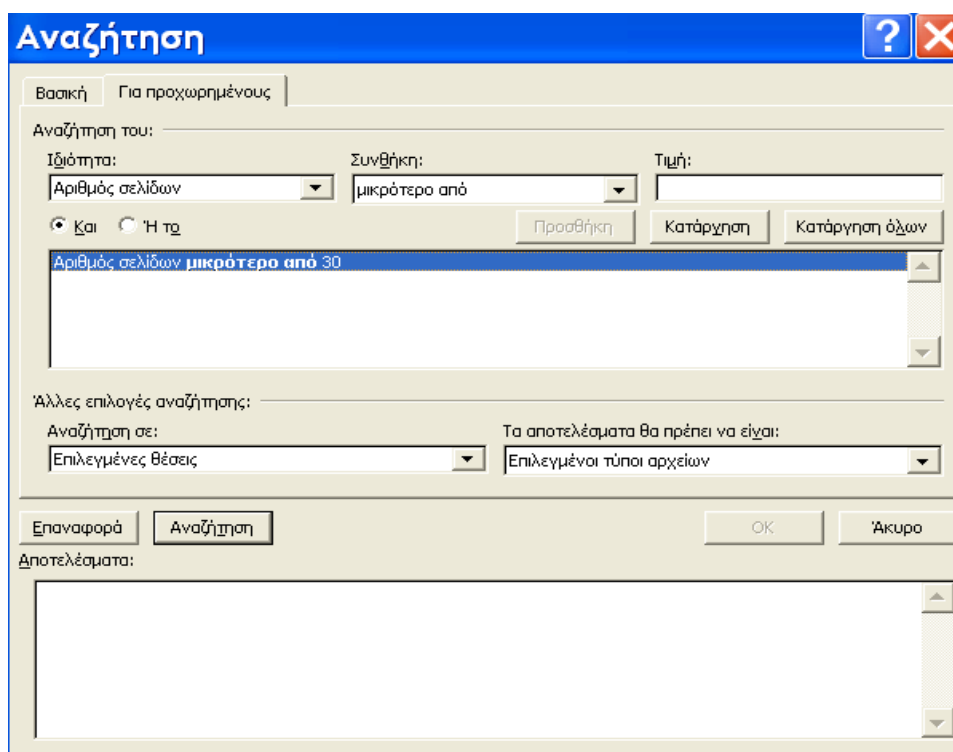 Αναζήτηση
Βασική Για προχωρημένους
Αναζήτηση του:
Ιδιότητα: Συνθήκη: Τιμή:
Αριθμός σελίδων μικρότερο από
Και Ή το Προσθήκη Κατάργηση Κατάργηση όλων
Αριθμός σελίδων μικρότερο από 30
Άλλες επιλογές αναζήτησης:
Αναζήτηση σε: Τα αποτελέσματα θα πρέπει να είναι:
Επιλεγμένες θέσεις Επιλεγμένοι τύποι αρχείων
Επαναφορά Αναζήτηση OK Άκυρο
Αποτελέσματα: